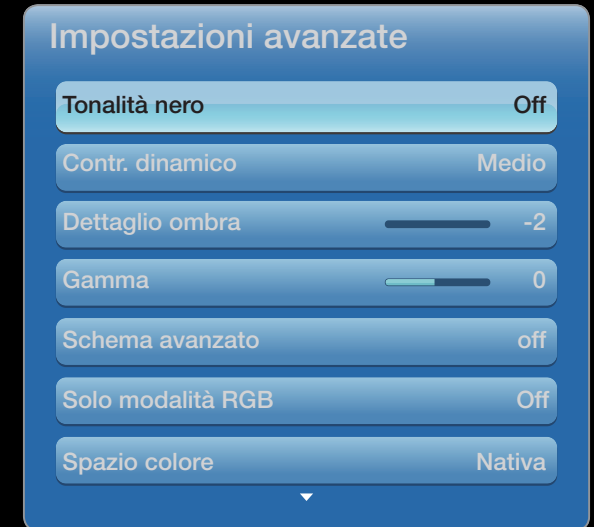 Impostazioni avanzate
Tonalità nero Off
Contr. dinamico Medio
Dettaglio ombra -2
Gamma 0
Schema avanzato off
Solo modalità RGB Off
Spazio colore Nativa